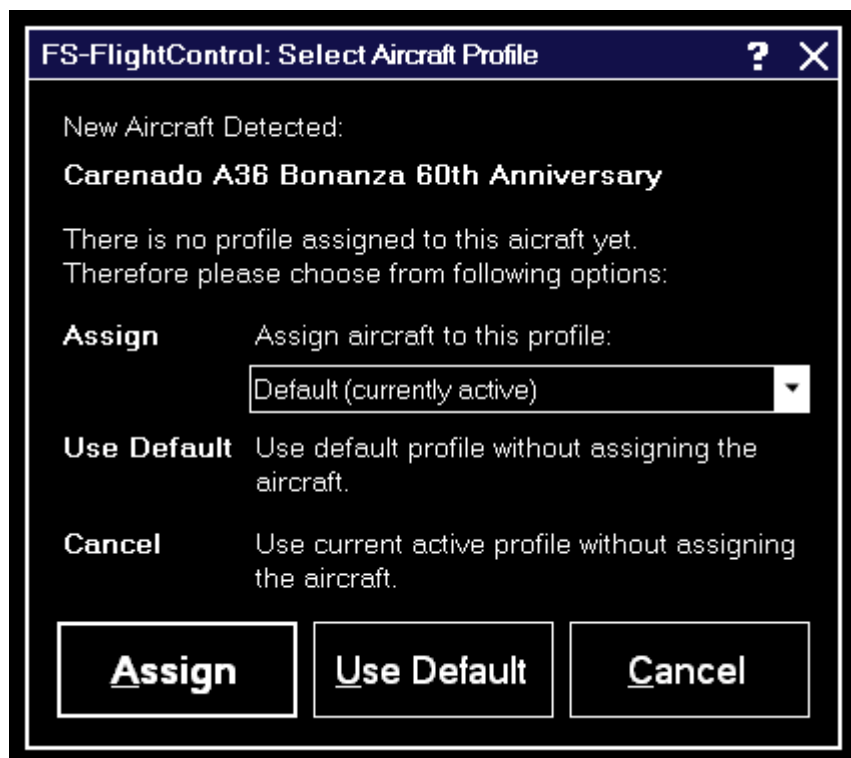 FS-FlightControl: Select Aircraft Profile ? X
New Aircraft Detected:
Carenado A36 Bonanza 60th Anniversary
There is no profile assigned to this aicraft yet.
Therefore please choose from following options:
Assign Assign aircraft to this profile:
Default (currently active)
Use Default Use default profile without assigning the
aircraft.
Cancel Use current active profile without assigning
the aircraft.
Assign Use Default Cancel